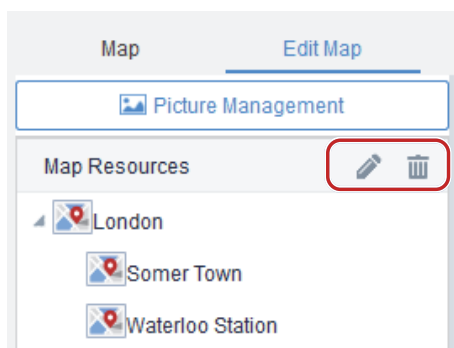 Map Edit Map
Picture Management
Map Resources
London
Somer Town
Waterloo Station